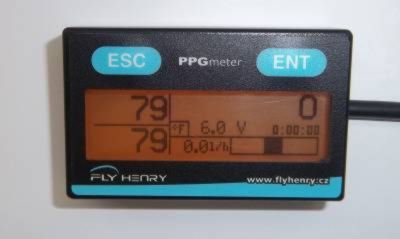 ESC PPGmeter ENT
79 0
°F 6.0 V 0:00:00
79 0.0l/h
FLY HENRY www.flyhenry.cz